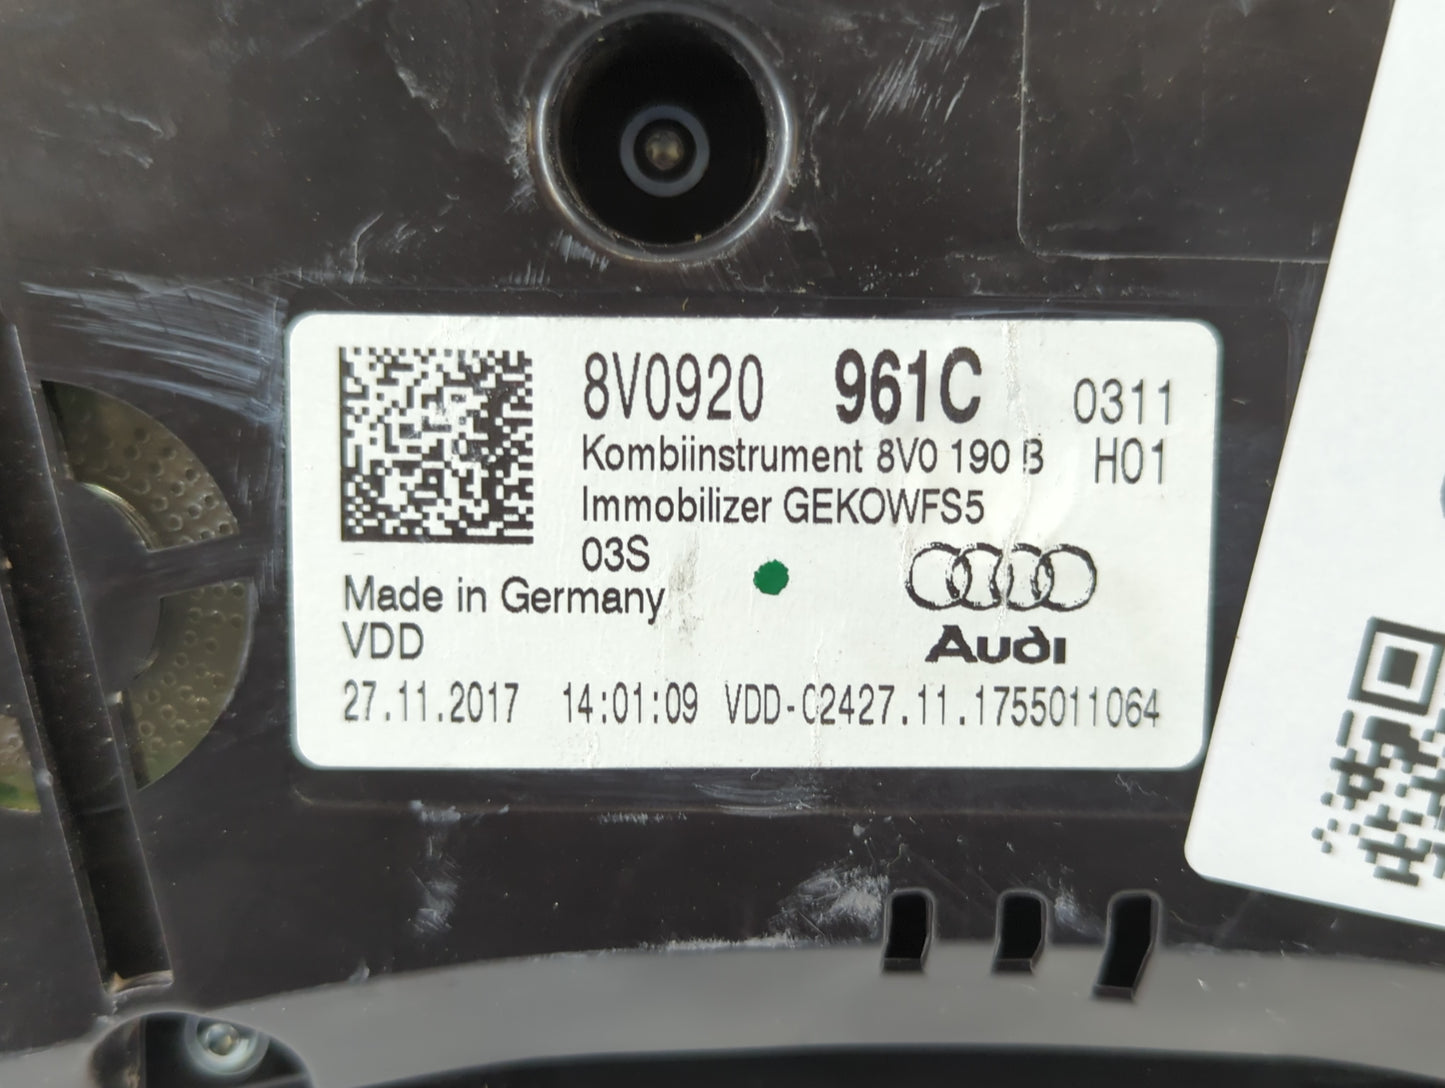 8V0920 961C 0311
Kombiinstrument 8V0 190 B H01
Immobilizer GEKOWFS5
03S
Made in Germany
VDD
Audi
27.11.2017 14:01:09 VDD-C2427.11.1755011064